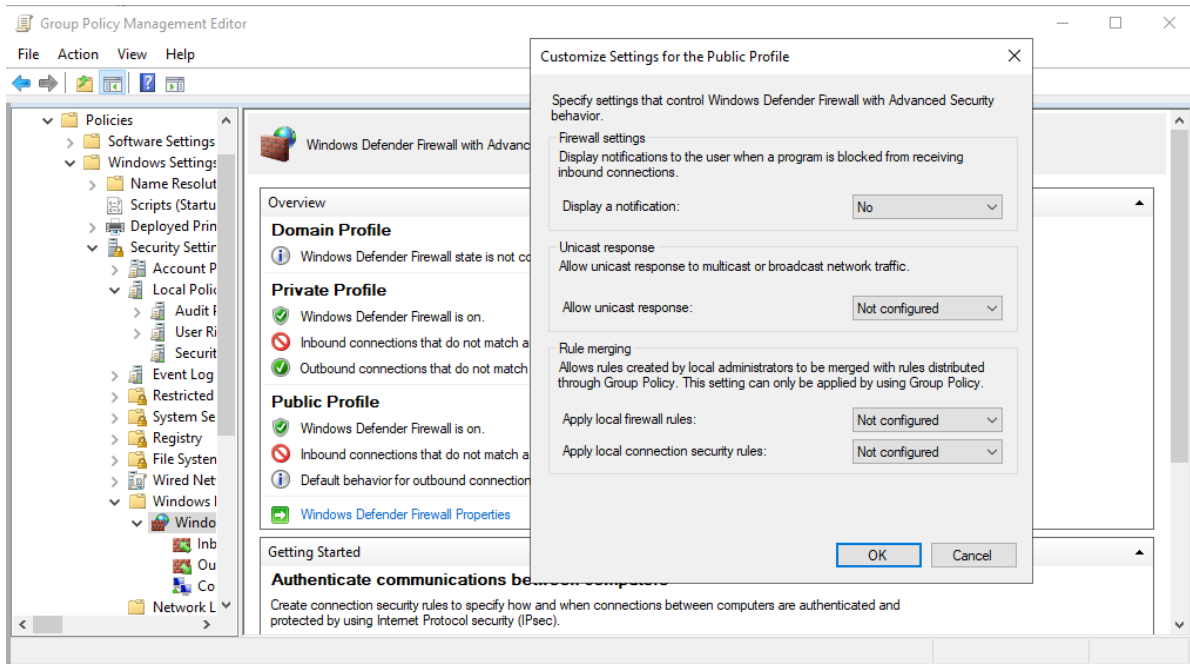 Group Policy Management Editor
File Action View Help
Policies
Software Settings
Windows Settings
Name Resolut
Scripts (Startu
Deployed Prin
Security Settin
Account P
Local Polic
Audit P
User Ri
Securit
Event Log
Restricted
System Se
Registry
File System
Wired Net
Windows
Windo
Inb
Ou
Co
Network L
Windows Defender Firewall with Advanc
Overview
Domain Profile
Windows Defender Firewall state is not co
Private Profile
Windows Defender Firewall is on.
Inbound connections that do not match a
Outbound connections that do not match
Public Profile
Windows Defender Firewall is on.
Inbound connections that do not match a
Default behavior for outbound connection
Windows Defender Firewall Properties
Getting Started
Authenticate communications between computers
Create connection security rules to specify how and when connections between computers are authenticated and
protected by using Internet Protocol security (IPsec).
Customize Settings for the Public Profile
Specify settings that control Windows Defender Firewall with Advanced Security
behavior.
Firewall settings
Display notifications to the user when a program is blocked from receiving
inbound connections.
Display a notification: No
Unicast response
Allow unicast response to multicast or broadcast network traffic.
Allow unicast response: Not configured
Rule merging
Allows rules created by local administrators to be merged with rules distributed
through Group Policy. This setting can only be applied by using Group Policy.
Apply local firewall rules: Not configured
Apply local connection security rules: Not configured
OK Cancel